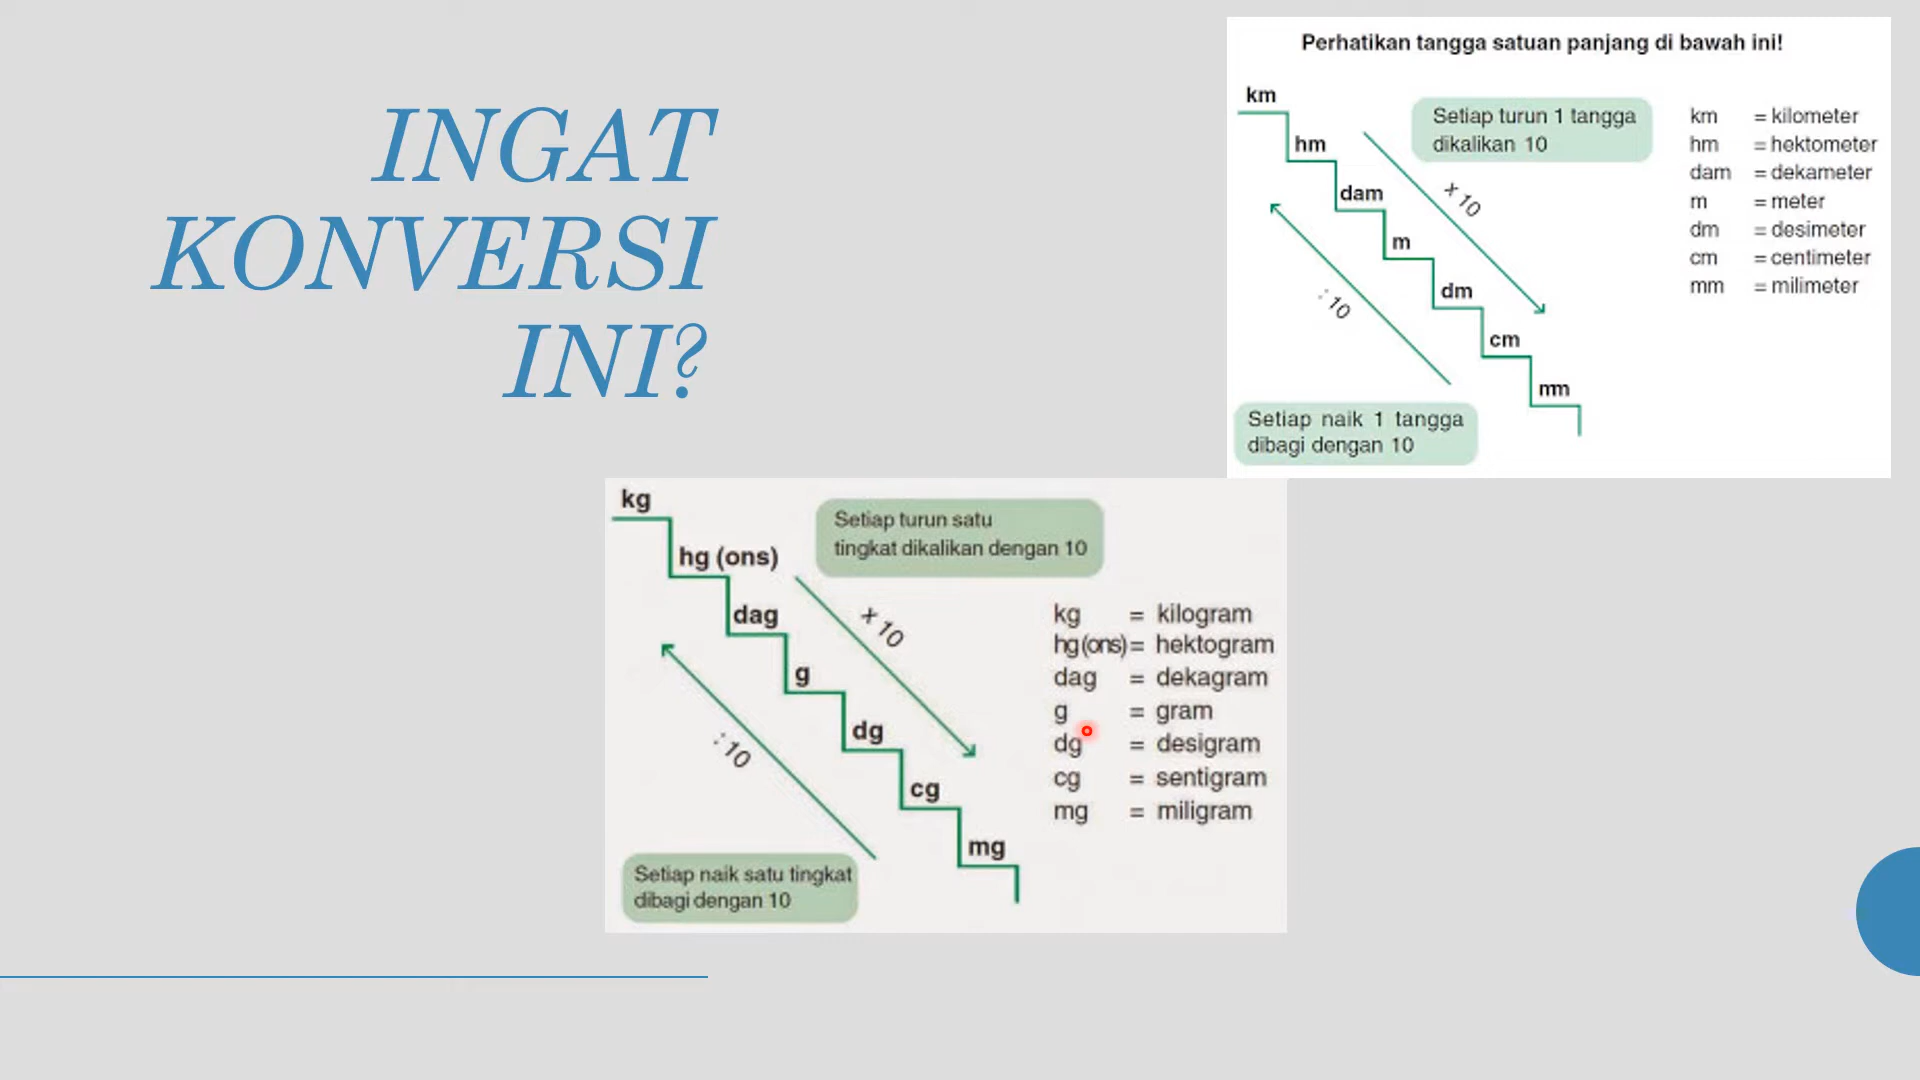 INGAT
KONVERSI
INI?
Perhatikan tangga satuan panjang di bawah ini!
km
hm
dam
m
dm
cm
mm
Setiap turun 1 tangga
dikalikan 10
x 10
: 10
Setiap naik 1 tangga
dibagi dengan 10
km = kilometer
hm = hektometer
dam = dekameter
m = meter
dm = desimeter
cm = centimeter
mm = milimeter
kg
hg (ons)
dag
g
dg
cg
mg
Setiap turun satu
tingkat dikalikan dengan 10
x 10
: 10
Setiap naik satu tingkat
dibagi dengan 10
kg = kilogram
hg(ons)= hektogram
dag = dekagram
g = gram
dg = desigram
cg = sentigram
mg = miligram